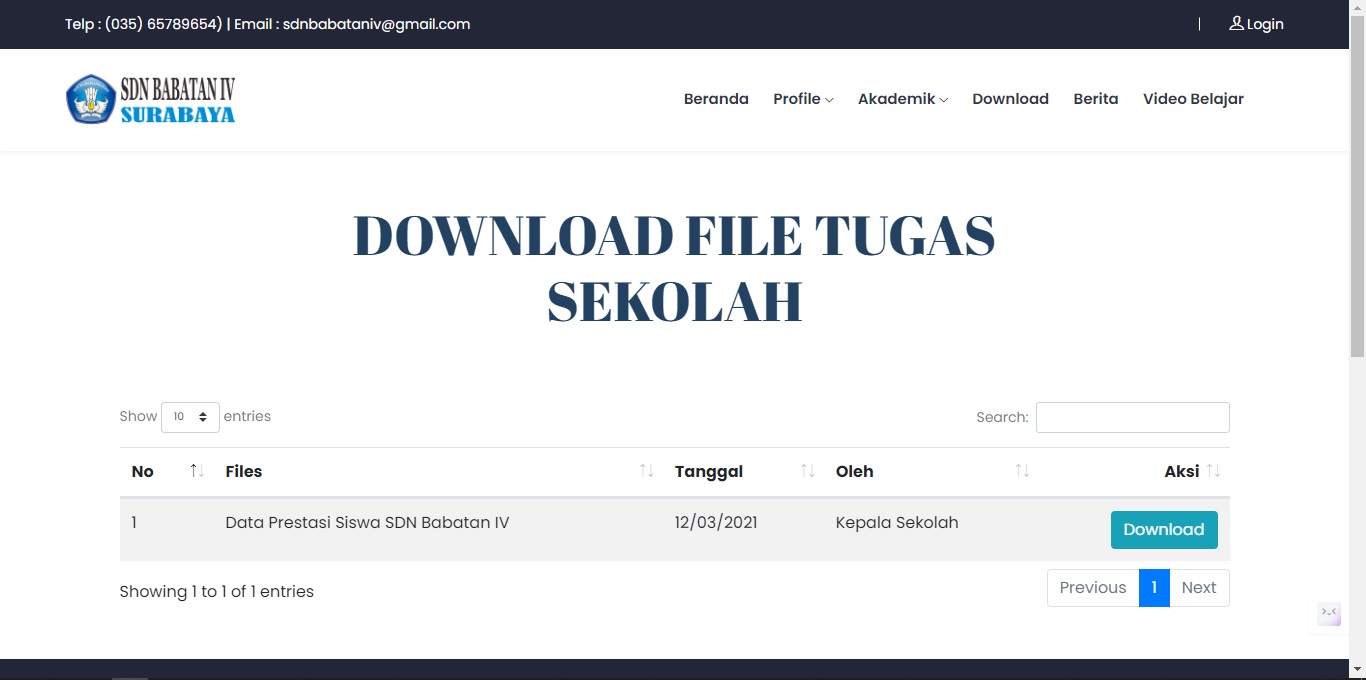 Telp : (035) 65789654) | Email : sdnbabataniv@gmail.com
| Login
SDN BABATAN IV
SURABAYA
Beranda Profile Akademik Download Berita Video Belajar
DOWNLOAD FILE TUGAS
SEKOLAH
Show 10 entries Search:
No Files Tanggal Oleh Aksi
1 Data Prestasi Siswa SDN Babatan IV 12/03/2021 Kepala Sekolah Download
Showing 1 to 1 of 1 entries
Previous 1 Next